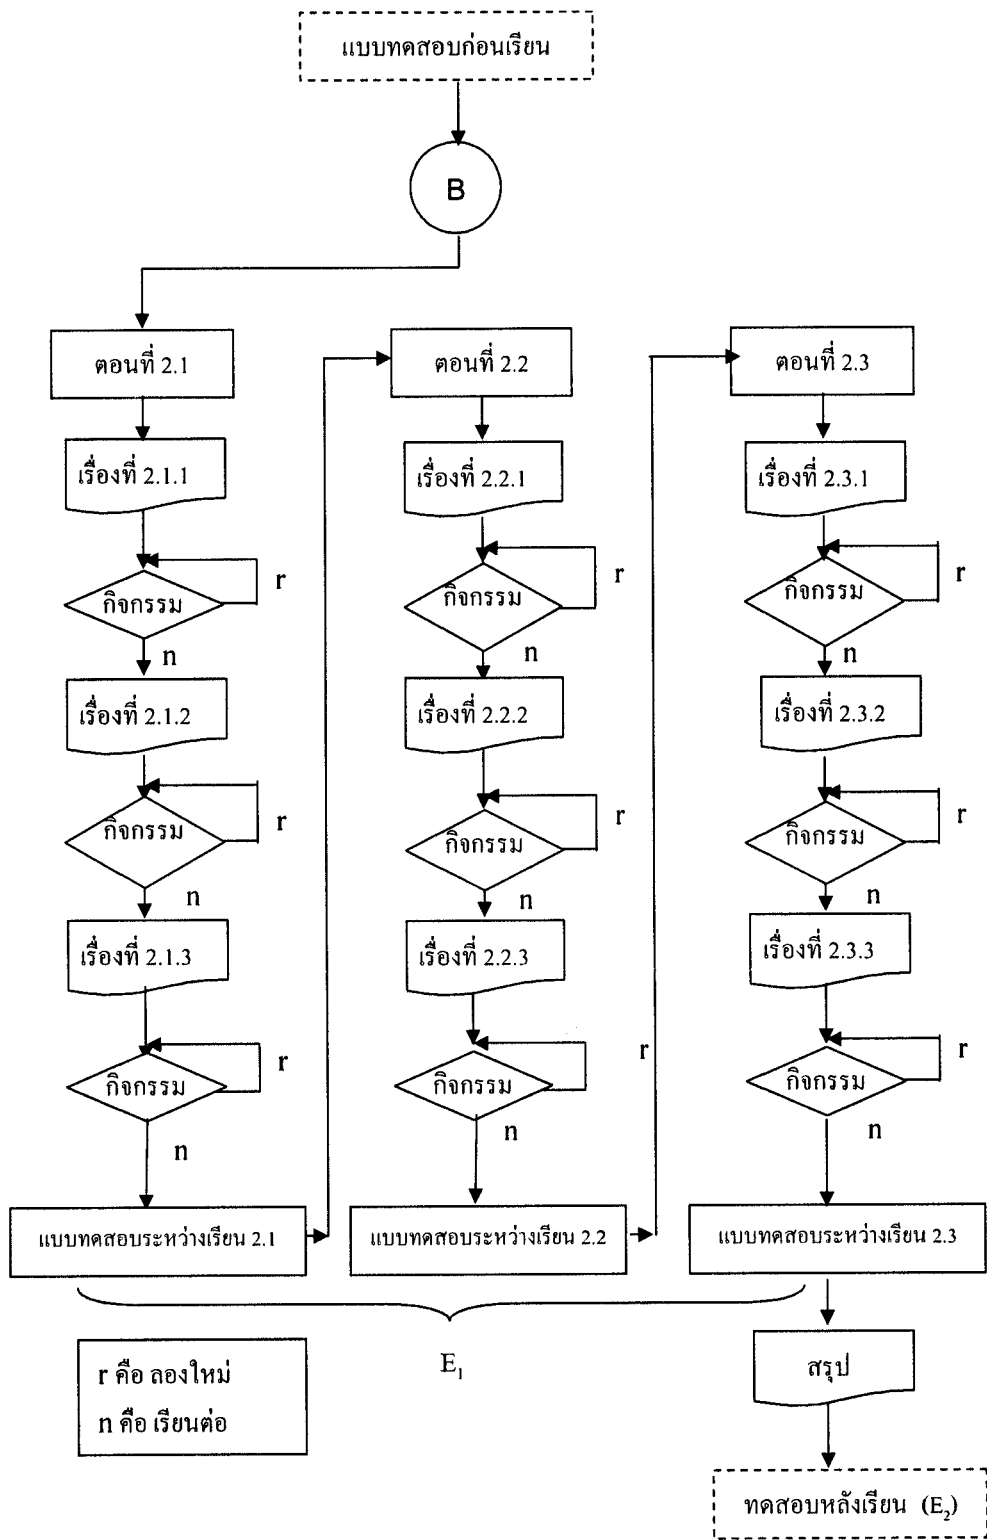 แบบทดสอบก่อนเรียน
B
ตอนที่ 2.1
เรื่องที่ 2.1.1
r
กิจกรรม
n
เรื่องที่ 2.1.2
r
กิจกรรม
n
เรื่องที่ 2.1.3
r
กิจกรรม
n
แบบทดสอบระหว่างเรียน 2.1
ตอนที่ 2.2
เรื่องที่ 2.2.1
r
กิจกรรม
n
เรื่องที่ 2.2.2
r
กิจกรรม
n
เรื่องที่ 2.2.3
r
กิจกรรม
n
แบบทดสอบระหว่างเรียน 2.2
ตอนที่ 2.3
เรื่องที่ 2.3.1
r
กิจกรรม
n
เรื่องที่ 2.3.2
r
กิจกรรม
n
เรื่องที่ 2.3.3
r
กิจกรรม
n
แบบทดสอบระหว่างเรียน 2.3
E₁
r คือ ลองใหม่
n คือ เรียนต่อ
สรุป
ทดสอบหลังเรียน (E₂)